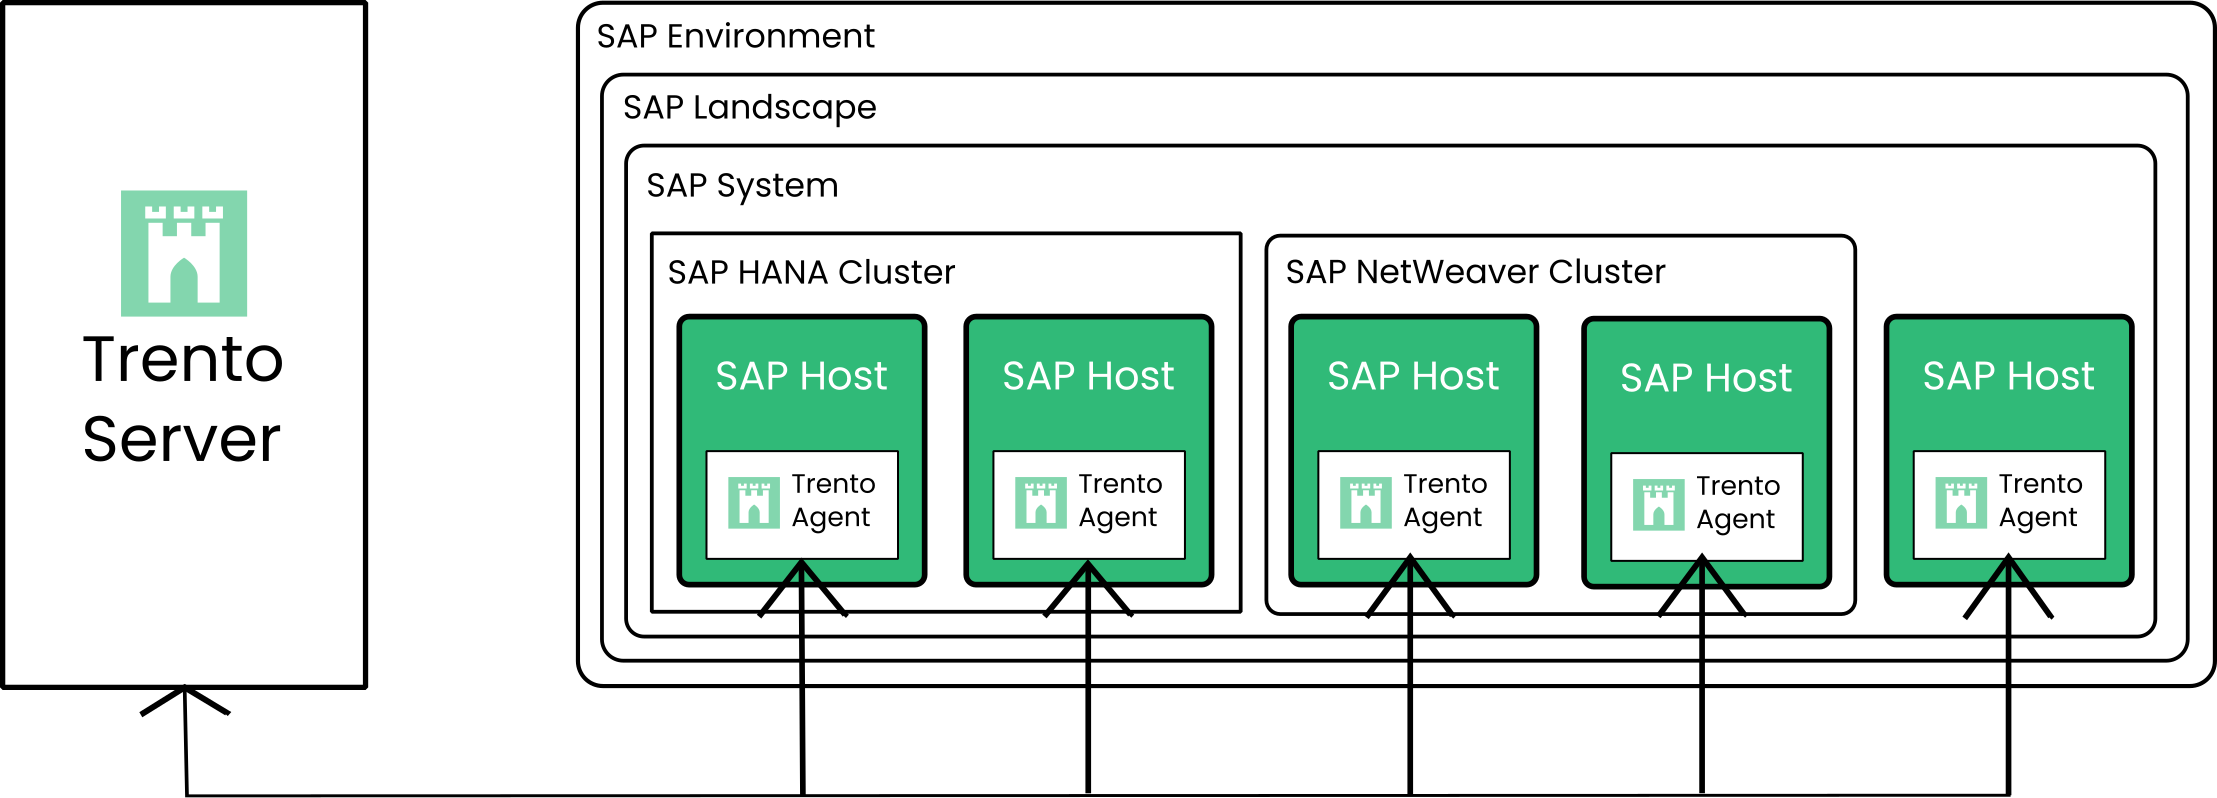 Trento
Server
SAP Environment
SAP Landscape
SAP System
SAP HANA Cluster
SAP Host
Trento
Agent
SAP Host
Trento
Agent
SAP NetWeaver Cluster
SAP Host
Trento
Agent
SAP Host
Trento
Agent
SAP Host
Trento
Agent